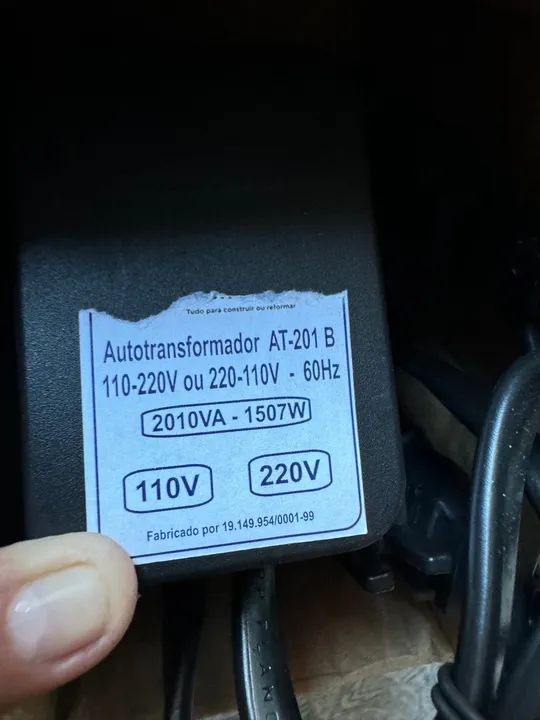 Tudo para construir ou reformar
Autotransformador AT-201 B
110-220V ou 220-110V - 60Hz
2010VA - 1507W
110V 220V
Fabricado por 19.149.954/0001-99